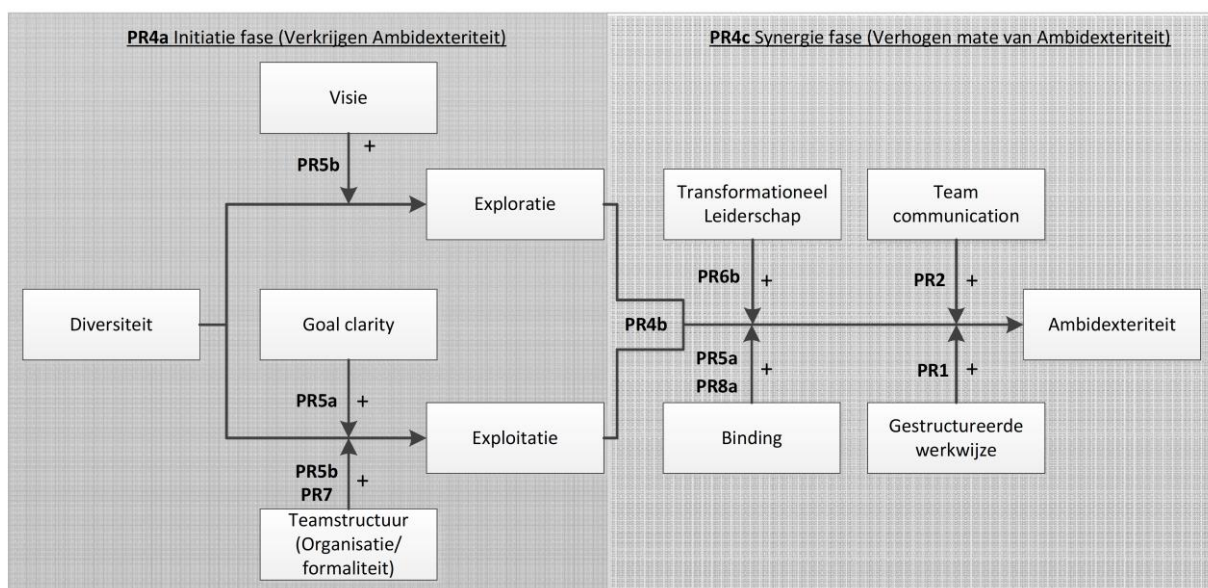 PR4a Initiatie fase (Verkrijgen Ambidexteriteit)
PR4c Synergie fase (Verhogen mate van Ambidexteriteit)
Visie
+
PR5b
Exploratie
Transformationeel
Leiderschap
Team
communication
PR6b
+
PR2
+
Diversiteit
Goal clarity
PR4b
Ambidexteriteit
PR5a
+
PR5a
PR8a
+
PR1
+
Exploitatie
Binding
Gestructureerde
werkwijze
PR5b
PR7
+
Teamstructuur
(Organisatie/
formaliteit)